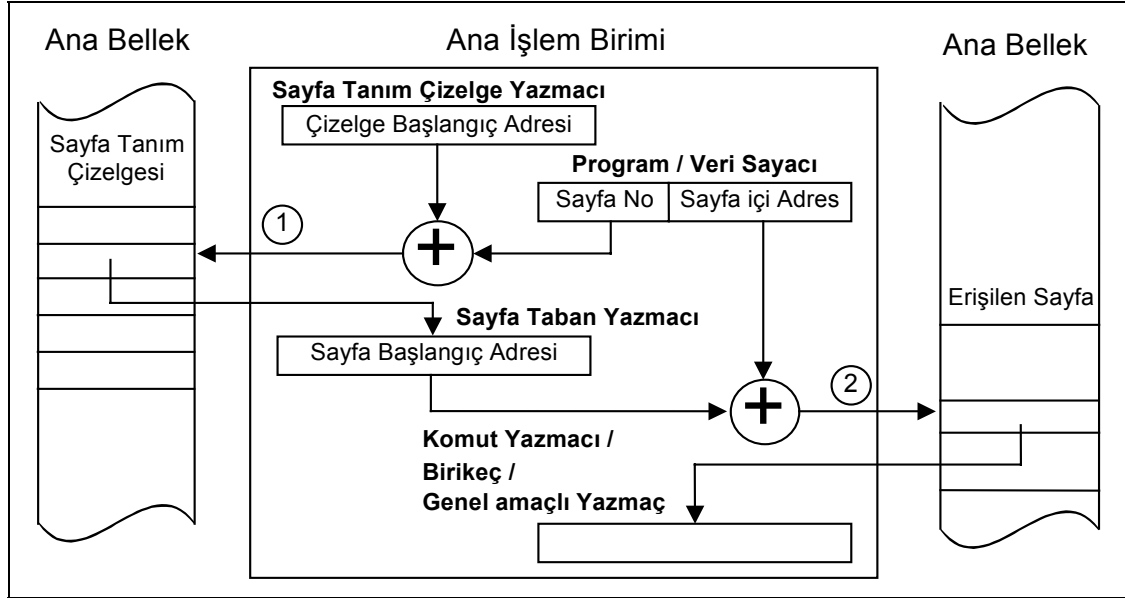 Ana Bellek
Ana İşlem Birimi
Ana Bellek
Sayfa Tanım Çizelge Yazmacı
Çizelge Başlangıç Adresi
Sayfa Tanım
Çizelgesi
Program / Veri Sayacı
Sayfa No
Sayfa içi Adres
1
+
Erişilen Sayfa
Sayfa Taban Yazmacı
Sayfa Başlangıç Adresi
2
+
Komut Yazmacı /
Birikeç /
Genel amaçlı Yazmaç